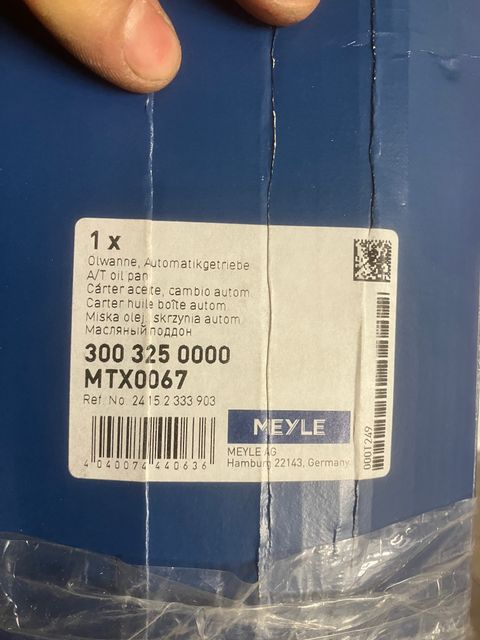 1 x
Ölwanne, Automatikgetriebe
A/T oil pan
Cárter aceite, cambio autom.
Carter huile boîte autom.
Miska olej. skrzynia autom.
Масляный поддон
300 325 0000
MTX0067
Ref. No. 24 15 2 333 903
MEYLE
MEYLE AG
Hamburg 22143, Germany
4 040074 440636
0001249